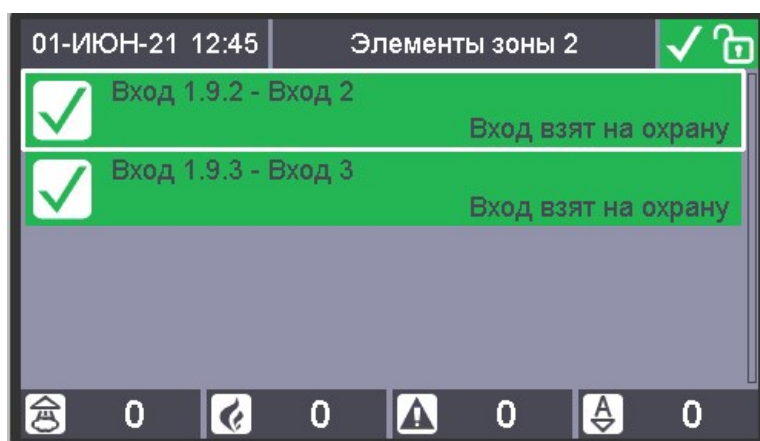 01-ИЮН-21 12:45 Элементы зоны 2
Вход 1.9.2 - Вход 2
Вход взят на охрану
Вход 1.9.3 - Вход 3
Вход взят на охрану
0 0 0 A 0